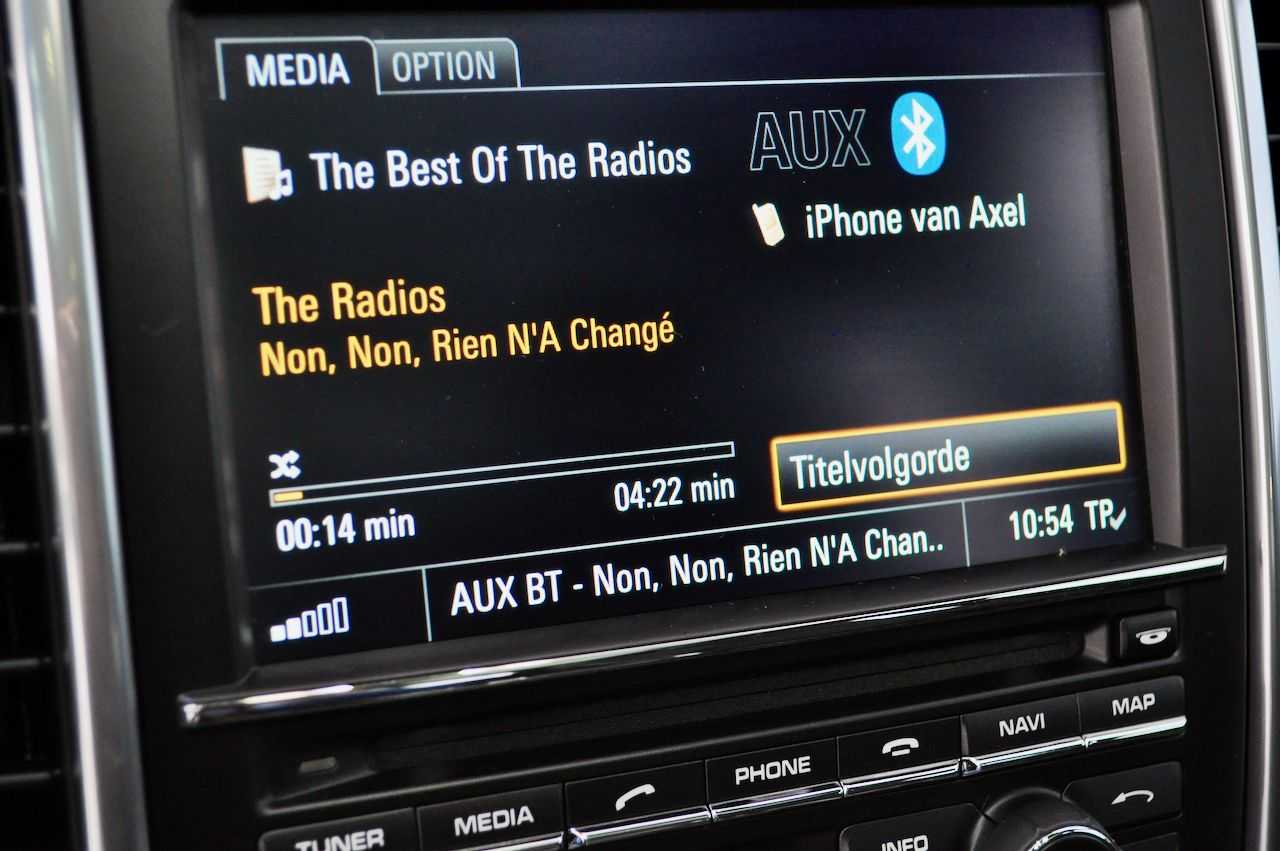 MEDIA OPTION
The Best Of The Radios
AUX
iPhone van Axel
The Radios
Non, Non, Rien N'A Changé
Titelvolgorde
00:14 min
04:22 min
AUX BT - Non, Non, Rien N'A Chan..
10:54 TP
TUNER MEDIA PHONE NAVI MAP
INFO